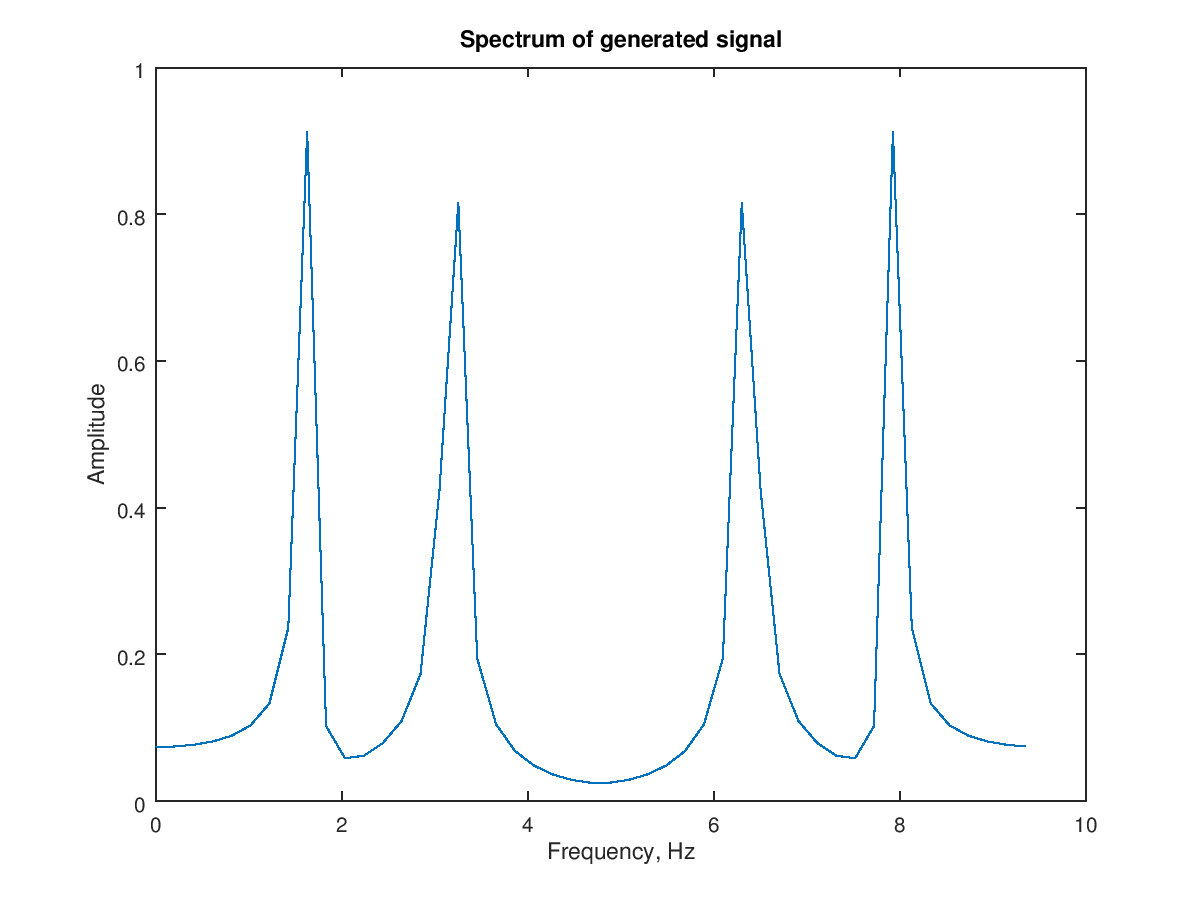 Spectrum of generated signal
1
0.8
0.6
0.4
0.2
0
Amplitude
0 2 4 6 8 10
Frequency, Hz